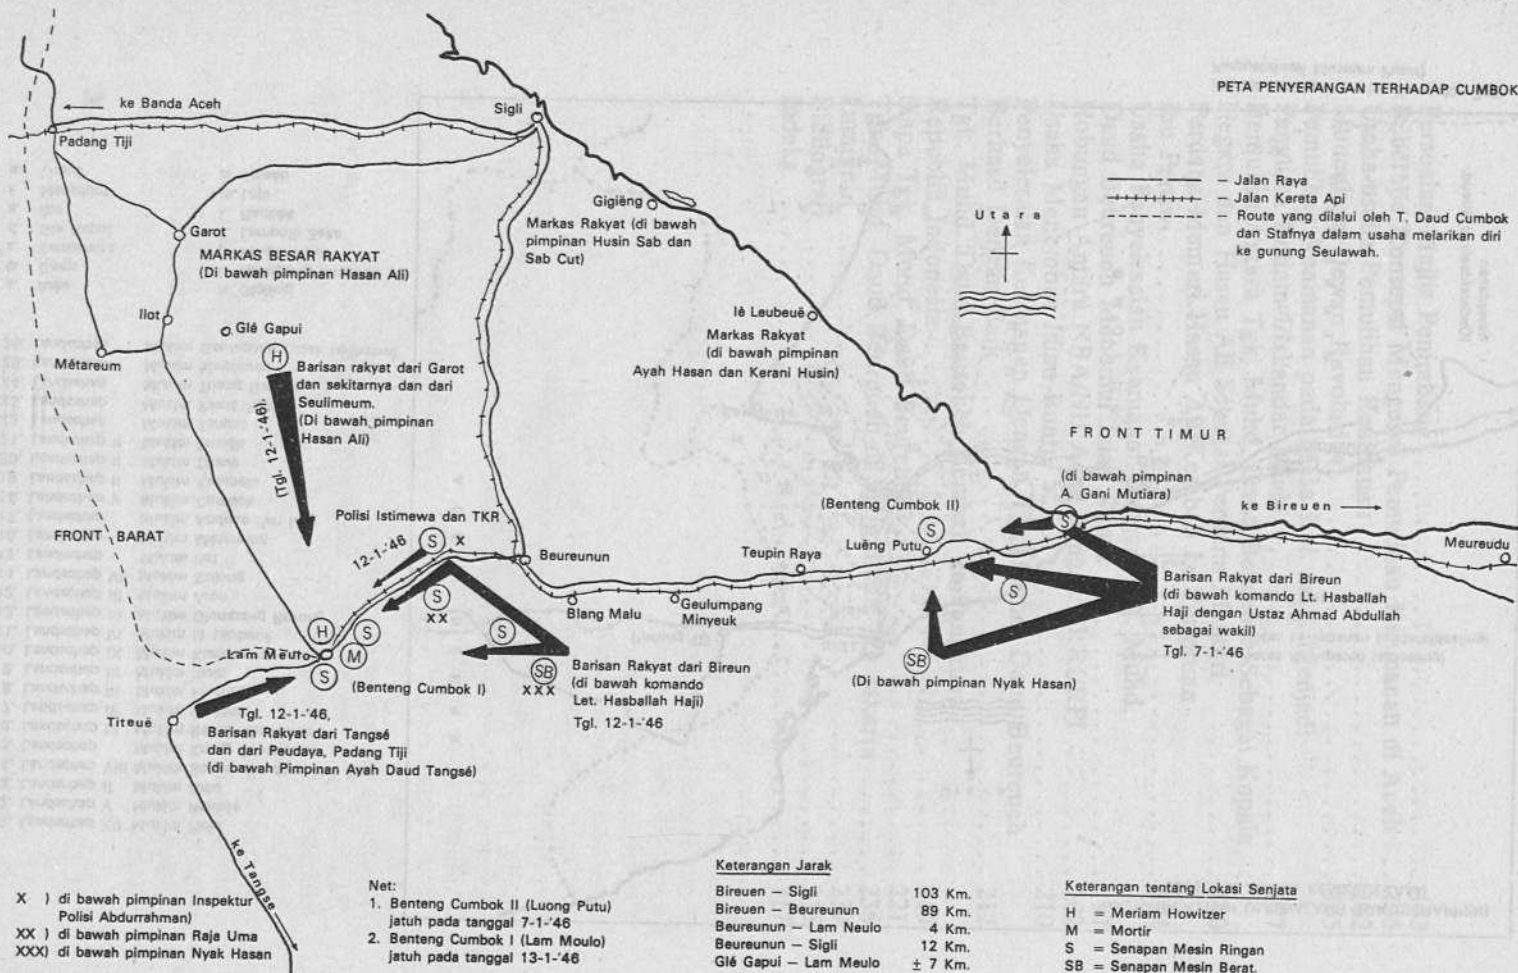 PETA PENYERANGAN TERHADAP CUMBOK
ke Banda Aceh
Padang Tiji
Sigli
— Jalan Raya
— Jalan Kereta Api
— Route yang dilalui oleh T. Daud Cumbok
dan Stafnya dalam usaha melarikan diri
ke gunung Seulawah.
Utara
Gigiëng
Markas Rakyat (di bawah
pimpinan Husin Sab dan
Sab Cut)
Garot
MARKAS BESAR RAKYAT
(Di bawah pimpinan Hasan Ali)
Ilot
Glé Gapui
Métareum
Iê Leubeuë
Markas Rakyat
(di bawah pimpinan
Ayah Hasan dan Kerani Husin)
H
Barisan rakyat dari Garot
dan sekitarnya dan dari
Seulimeum.
(Di bawah pimpinan
Hasan Ali)
(Tgl. 12-1-'46).
FRONT TIMUR
(di bawah pimpinan
A. Gani Mutiara)
S
ke Bireuen
Meureudu
(Benteng Cumbok II)
S
Luëng Putu
Teupin Raya
FRONT BARAT
Polisi Istimewa dan TKR
12-1-'46
S X
Beureunun
S
XX
S
Blang Malu
Geulumpang
Minyeuk
S
Barisan Rakyat dari Bireun
(di bawah komando Lt. Hasballah
Haji dengan Ustaz Ahmad Abdullah
sebagai wakil)
Tgl. 7-1-'46
SB
(Di bawah pimpinan Nyak Hasan)
H
S
Lam Meuto
M
S
(Benteng Cumbok I)
SB
XXX
Barisan Rakyat dari Bireun
(di bawah komando
Let. Hasballah Haji)
Tgl. 12-1-'46
Titeuë
Tgl. 12-1-'46,
Barisan Rakyat dari Tangsé
dan dari Peudaya, Padang Tiji
(di bawah Pimpinan Ayah Daud Tangsé)
ke Tangse
X ) di bawah pimpinan Inspektur
Polisi Abdurrahman)
XX ) di bawah pimpinan Raja Uma
XXX) di bawah pimpinan Nyak Hasan
Net:
1. Benteng Cumbok II (Luong Putu)
jatuh pada tanggal 7-1-'46
2. Benteng Cumbok I (Lam Moulo)
jatuh pada tanggal 13-1-'46
Keterangan Jarak
Bireuen — Sigli 103 Km.
Bireuen — Beureunun 89 Km.
Beureunun — Lam Neulo 4 Km.
Beureunun — Sigli 12 Km.
Glé Gapui — Lam Meulo ± 7 Km.
Keterangan tentang Lokasi Senjata
H = Meriam Howitzer
M = Mortir
S = Senapan Mesin Ringan
SB = Senapan Mesin Berat.